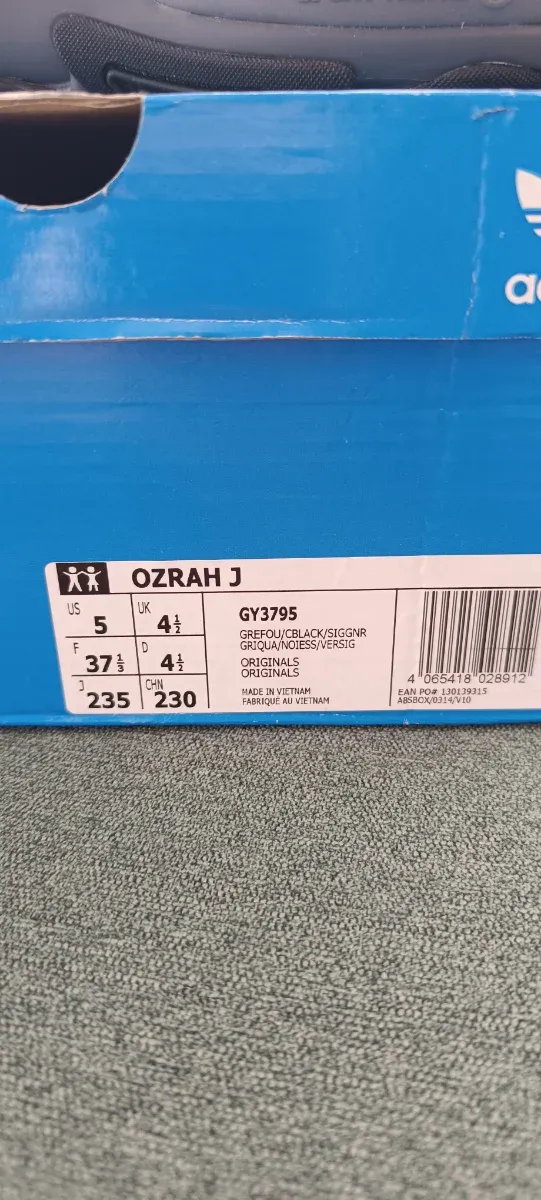 OZRAH J
US 5 UK 4½
F 37⅓ D 4½
J 235 CHN 230
GY3795
GREFOU/CBLACK/SIGGNR
GRIQUA/NOIESS/VERSIG
ORIGINALS
ORIGINALS
MADE IN VIETNAM
FABRIQUÉ AU VIETNAM
4 065418 028912
EAN PO# 130139315
ABSBOX/0314/V10